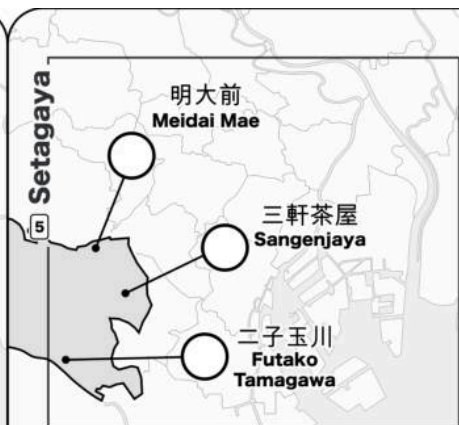 5 Setagaya
明大前
Meidai Mae
三軒茶屋
Sangenjaya
二子玉川
Futako
Tamagawa